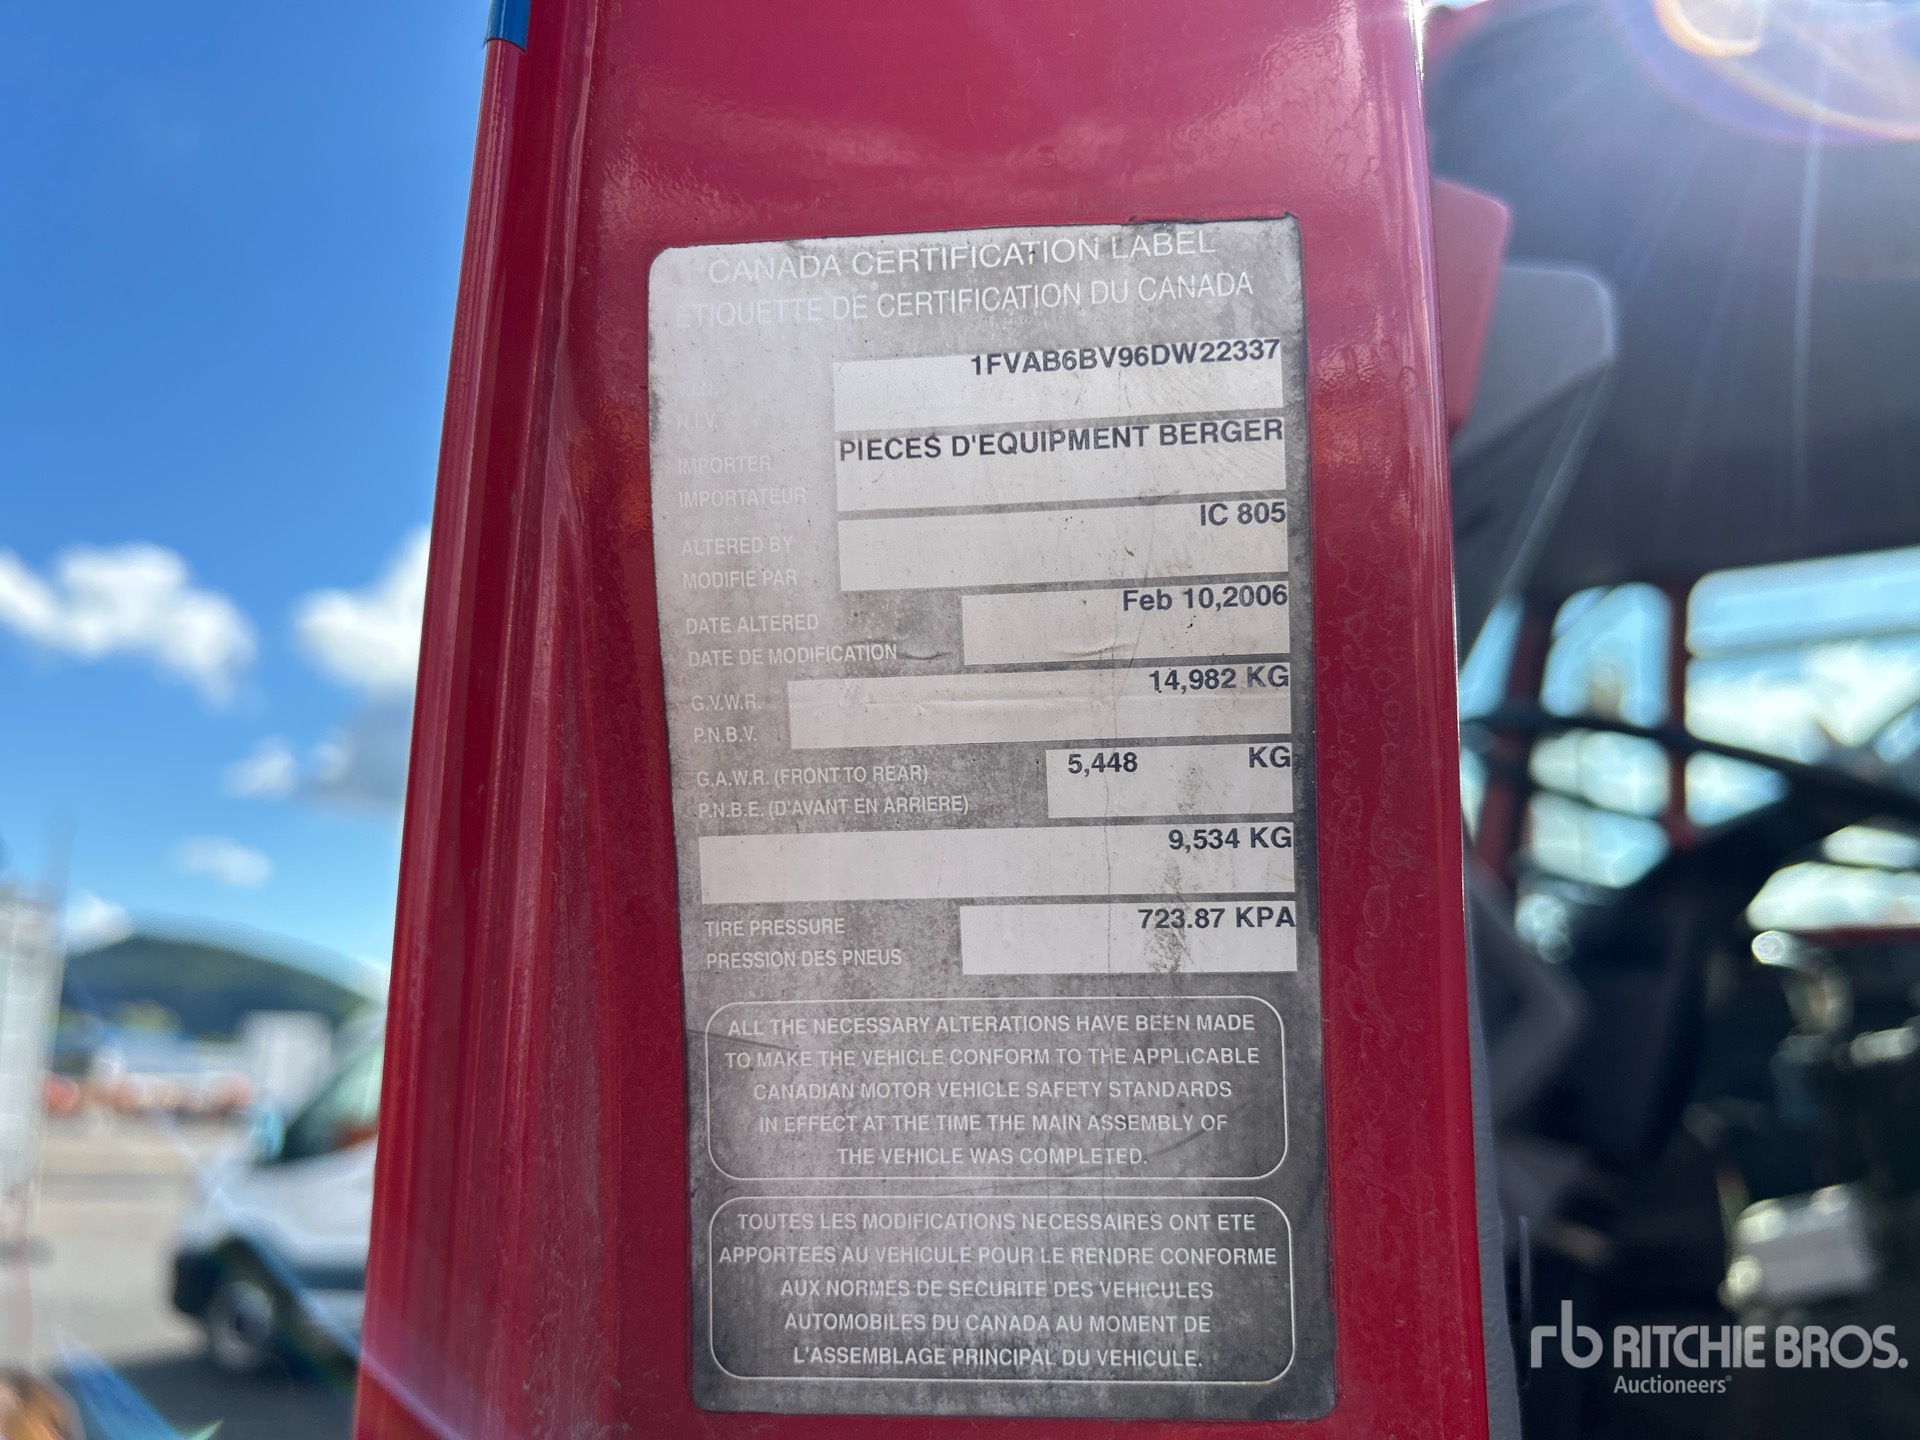 CANADA CERTIFICATION LABEL
ETIQUETTE DE CERTIFICATION DU CANADA
1FVAB6BV96DW22337
N.I.V.
PIECES D'EQUIPMENT BERGER
IMPORTER
IMPORTATEUR
IC 805
ALTERED BY
MODIFIE PAR
Feb 10,2006
DATE ALTERED
DATE DE MODIFICATION
14,982 KG
G.V.W.R.
P.N.B.V.
G.A.W.R. (FRONT TO REAR) 5,448 KG
P.N.B.E. (D'AVANT EN ARRIERE)
9,534 KG
TIRE PRESSURE 723.87 KPA
PRESSION DES PNEUS
ALL THE NECESSARY ALTERATIONS HAVE BEEN MADE
TO MAKE THE VEHICLE CONFORM TO THE APPLICABLE
CANADIAN MOTOR VEHICLE SAFETY STANDARDS
IN EFFECT AT THE TIME THE MAIN ASSEMBLY OF
THE VEHICLE WAS COMPLETED.
TOUTES LES MODIFICATIONS NECESSAIRES ONT ETE
APPORTEES AU VEHICULE POUR LE RENDRE CONFORME
AUX NORMES DE SECURITE DES VEHICULES
AUTOMOBILES DU CANADA AU MOMENT DE
L'ASSEMBLAGE PRINCIPAL DU VEHICULE.
rb RITCHIE BROS.
Auctioneers